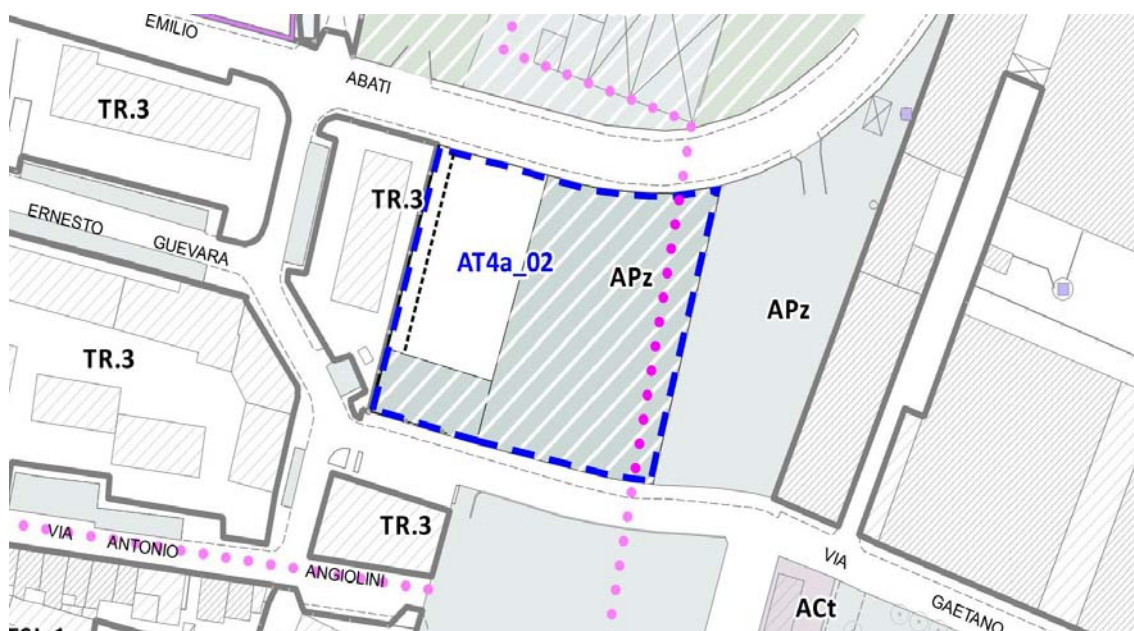 EMILIO
ABATI
TR.3
TR.3
ERNESTO
GUEVARA
AT4a_02
APz
APz
TR.3
TR.3
VIA
ANTONIO
ANGIOLINI
VIA
GAETANO
ACt